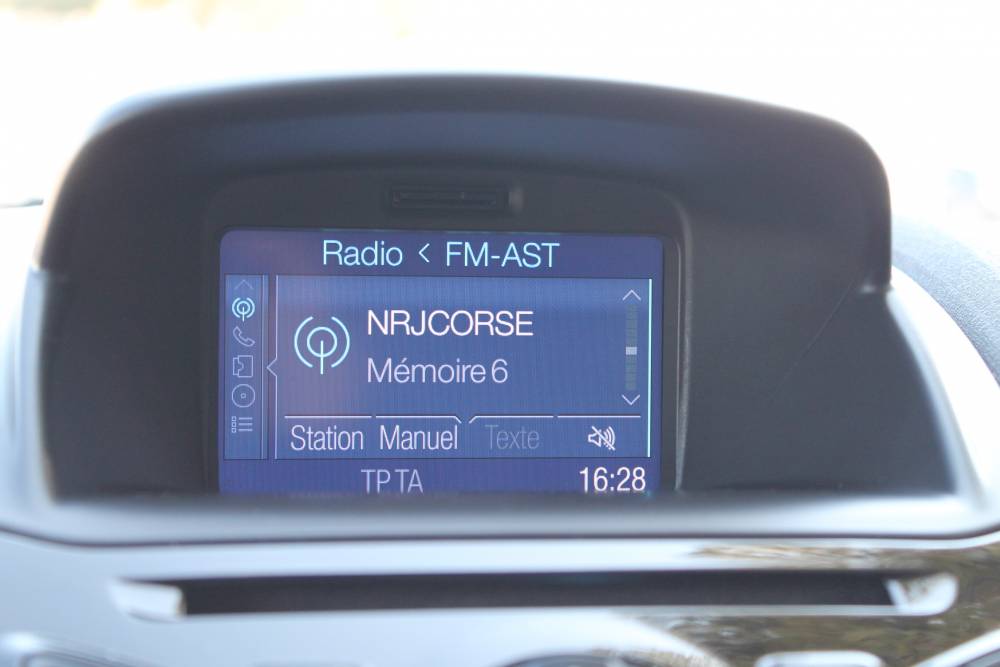 Radio < FM-AST
NRJCORSE
Mémoire 6
Station Manuel Texte
TP TA 16:28